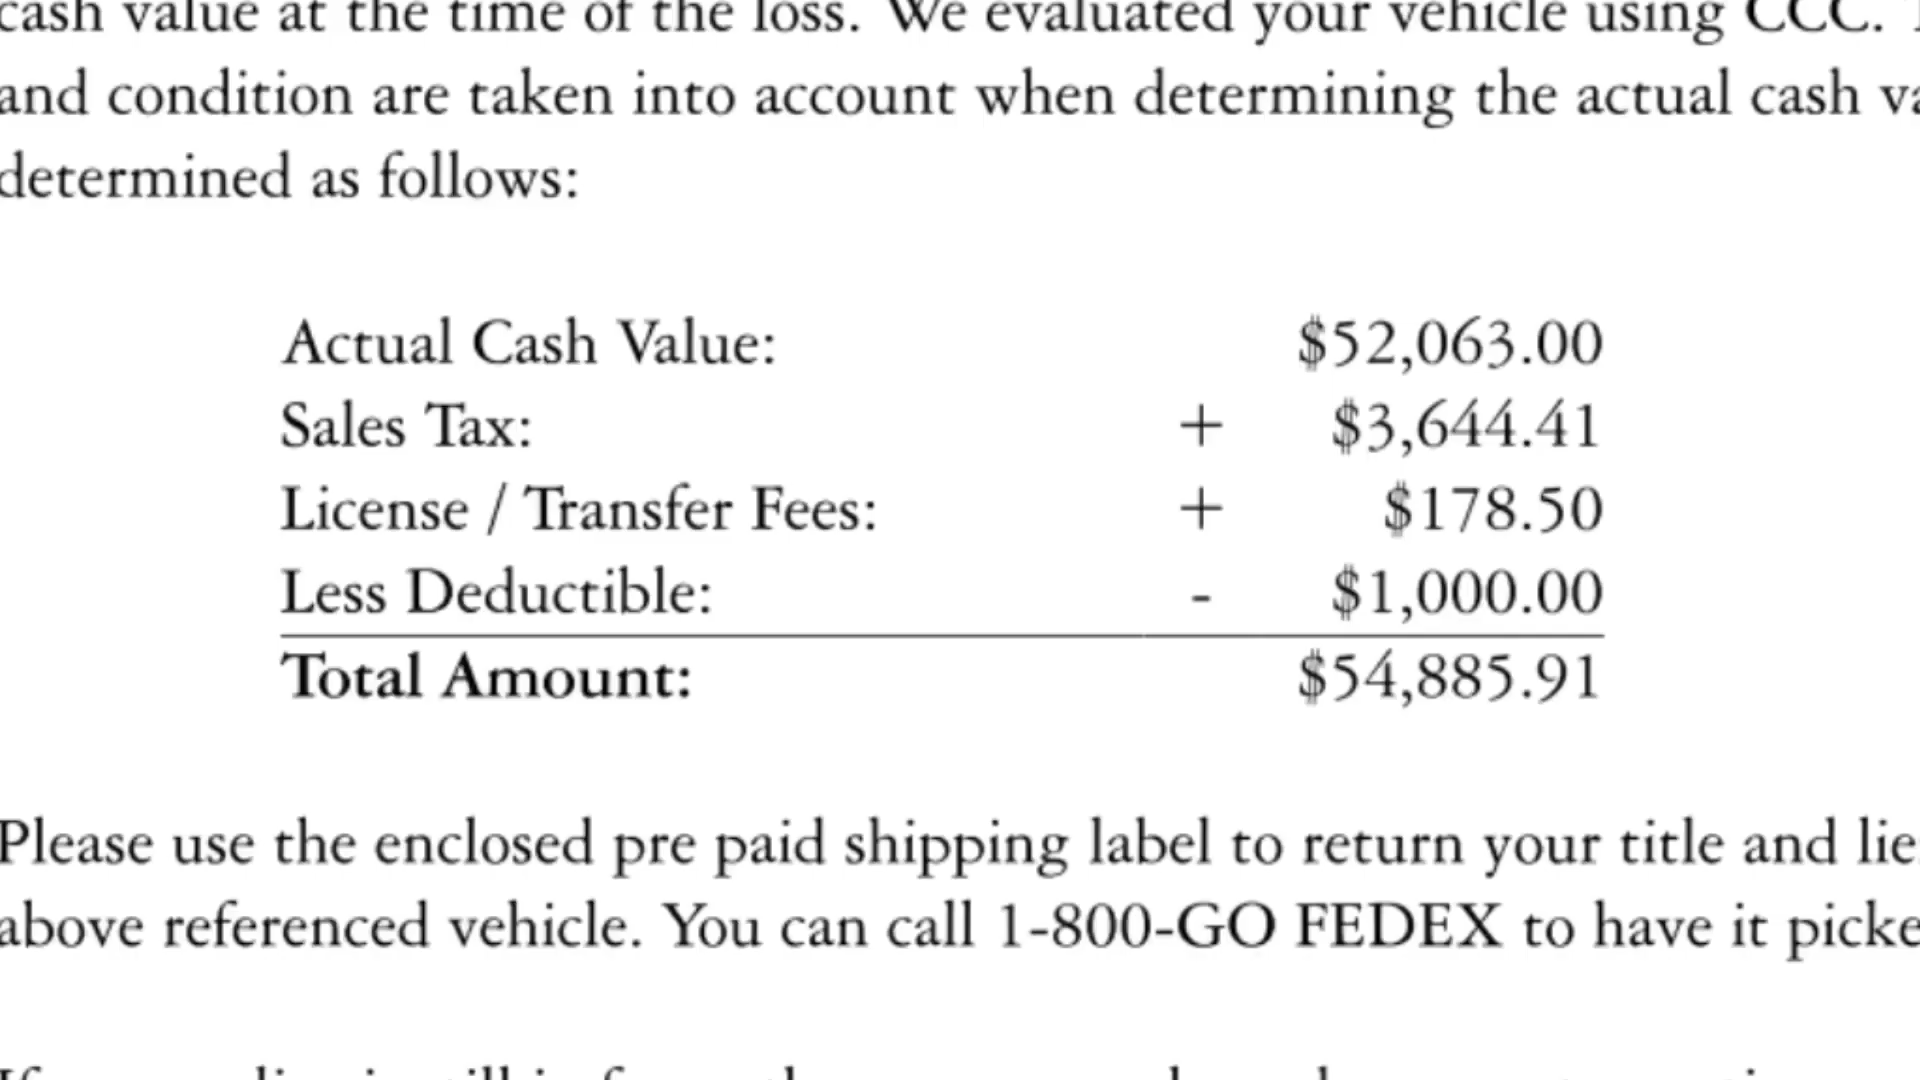 cash value at the time of the loss. We evaluated your vehicle using CCC.
and condition are taken into account when determining the actual cash va
determined as follows:
Actual Cash Value: $52,063.00
Sales Tax: + $3,644.41
License / Transfer Fees: + $178.50
Less Deductible: - $1,000.00
Total Amount: $54,885.91
Please use the enclosed pre paid shipping label to return your title and lie
above referenced vehicle. You can call 1-800-GO FEDEX to have it picke